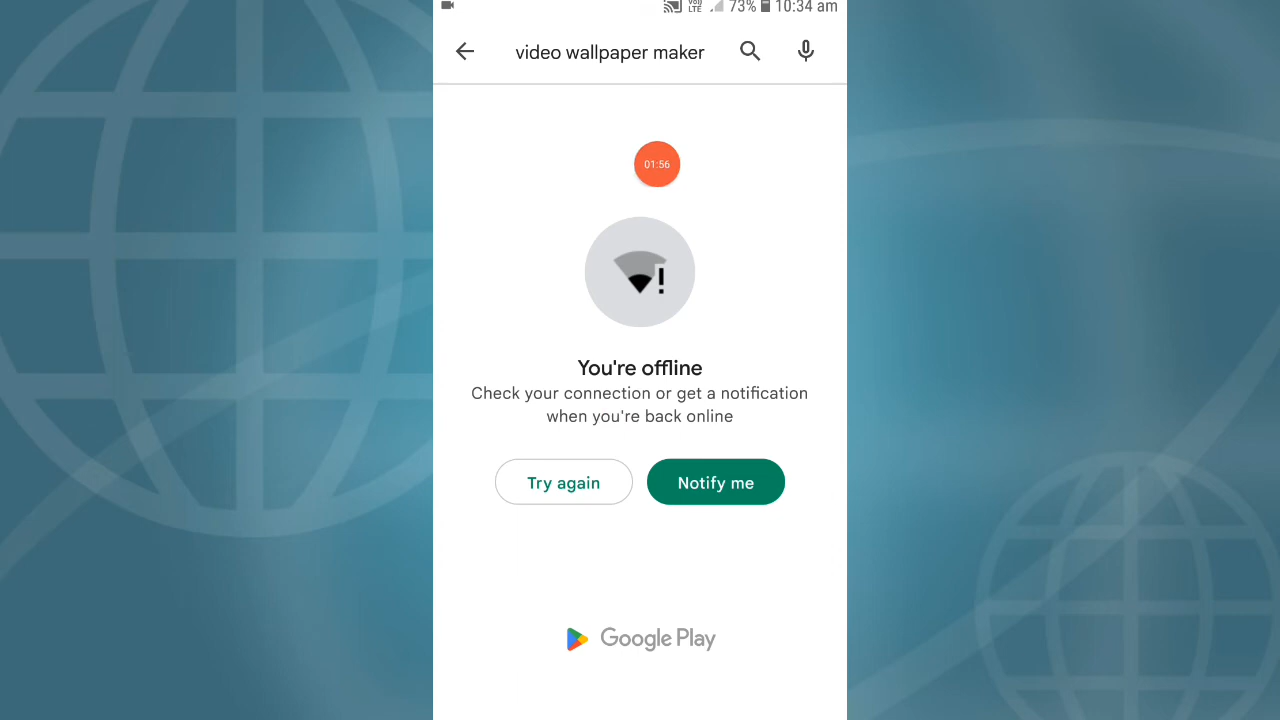 VoLTE 73% 10:34 am
video wallpaper maker
01:56
You're offline
Check your connection or get a notification
when you're back online
Try again Notify me
Google Play